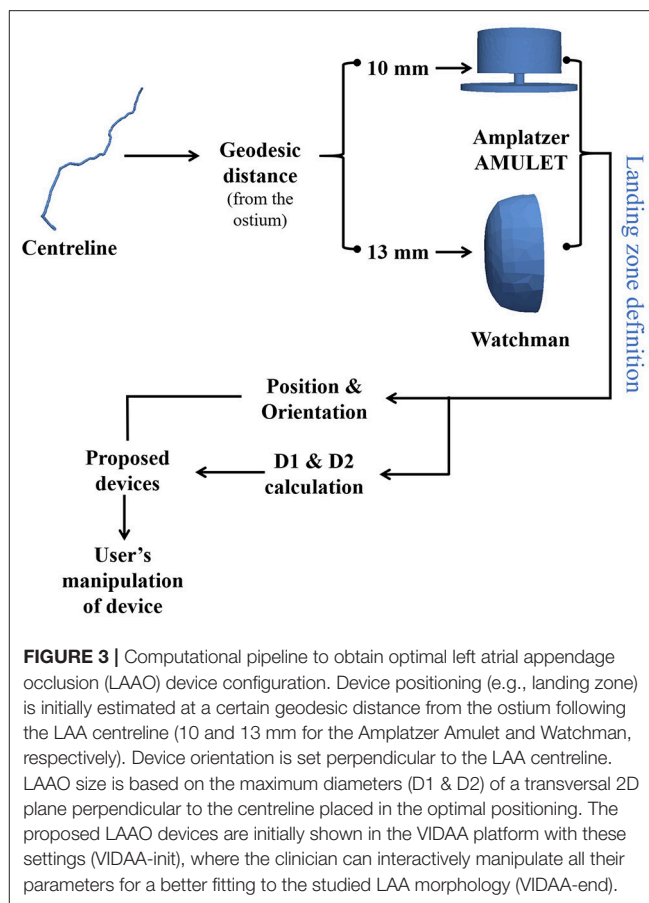 10 mm
Amplatzer
AMULET
Geodesic
distance
(from the
ostium)
Centreline
13 mm
Watchman
Landing zone definition
Position &
Orientation
Proposed
devices
D1 & D2
calculation
User's
manipulation
of device
FIGURE 3 | Computational pipeline to obtain optimal left atrial appendage
occlusion (LAAO) device configuration. Device positioning (e.g., landing zone)
is initially estimated at a certain geodesic distance from the ostium following
the LAA centreline (10 and 13 mm for the Amplatzer Amulet and Watchman,
respectively). Device orientation is set perpendicular to the LAA centreline.
LAAO size is based on the maximum diameters (D1 & D2) of a transversal 2D
plane perpendicular to the centreline placed in the optimal positioning. The
proposed LAAO devices are initially shown in the VIDAA platform with these
settings (VIDAA-init), where the clinician can interactively manipulate all their
parameters for a better fitting to the studied LAA morphology (VIDAA-end).